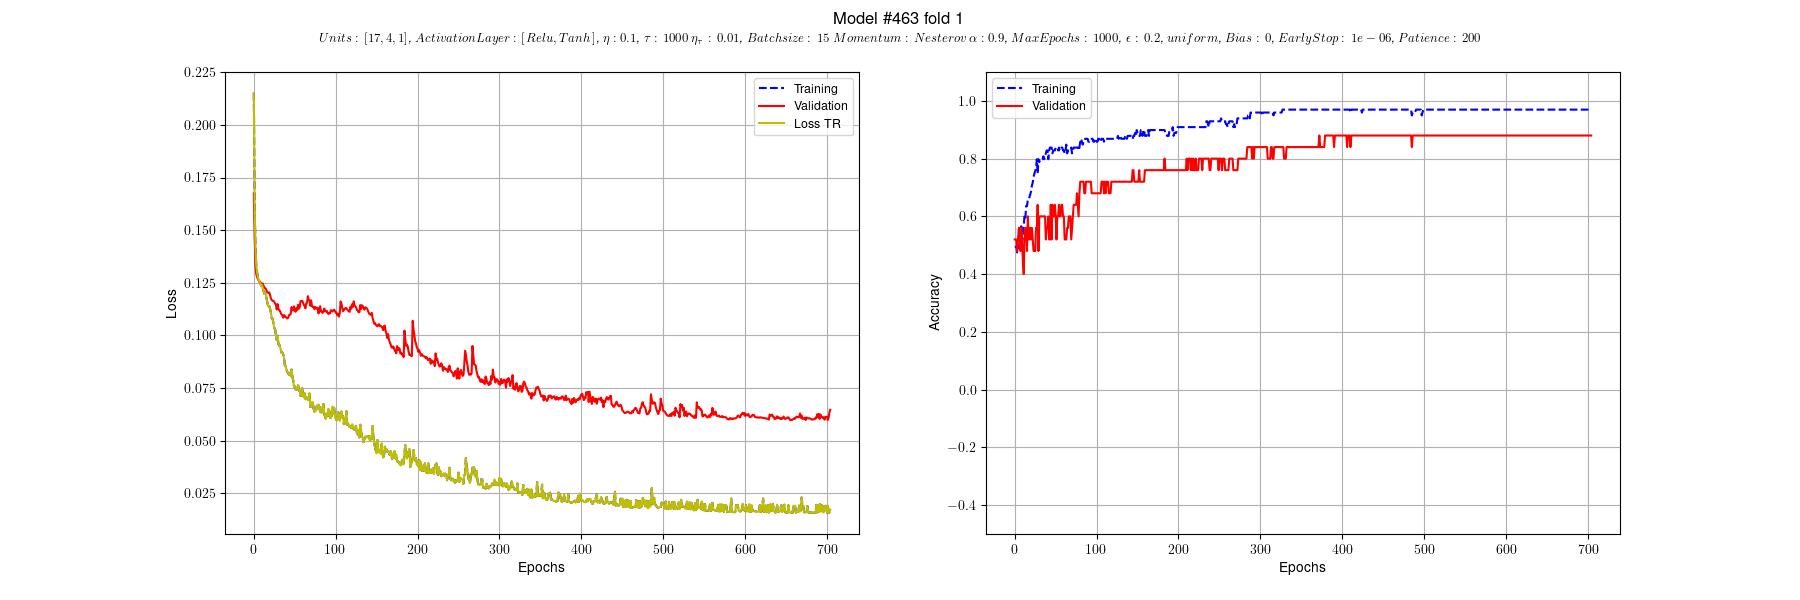 Model #463 fold 1
Units : [17, 4, 1], ActivationLayer : [Relu, Tanh], η : 0.1, τ : 1000 ητ : 0.01, Batchsize : 15 Momentum : Nesterov α : 0.9, MaxEpochs : 1000, ϵ : 0.2, uniform, Bias : 0, EarlyStop : 1e − 06, Patience : 200
Loss
0.225
0.200
0.175
0.150
0.125
0.100
0.075
0.050
0.025
Training
Validation
Loss TR
0 100 200 300 400 500 600 700
Epochs
Accuracy
1.0
0.8
0.6
0.4
0.2
0.0
−0.2
−0.4
Training
Validation
0 100 200 300 400 500 600 700
Epochs